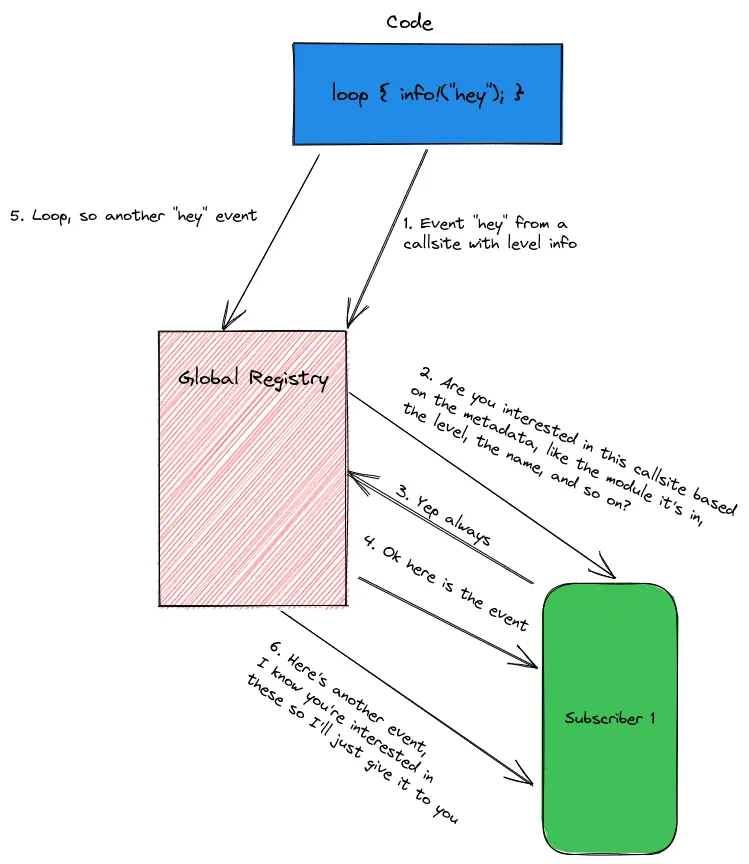 Code
loop { info!("hey"); }
5. Loop, so another "hey" event
1. Event "hey" from a
callsite with level info
Global Registry
2. Are you interested in this callsite based
on the metadata, like the module it's in,
the level, the name, and so on?
3. Yep always
4. Ok here is the event
6. Here's another event,
I know you're interested in
these so I'll just give it to you
Subscriber 1